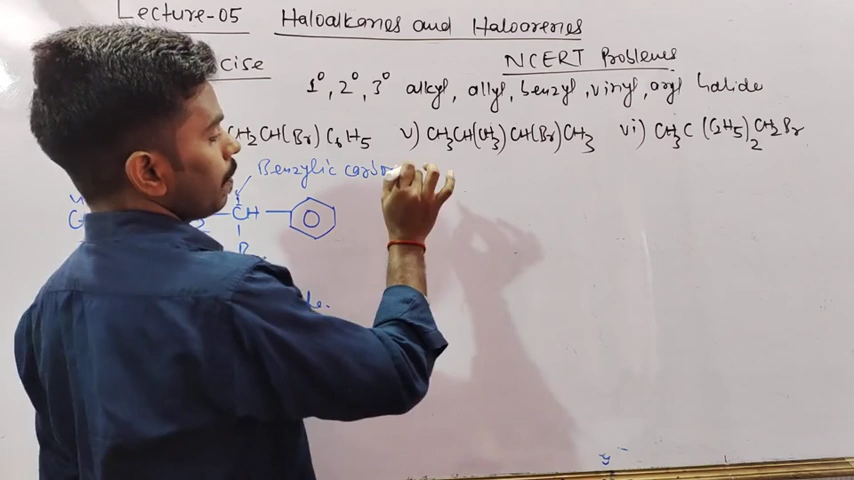 Lecture-05 Haloalkanes and Haloarenes
cise NCERT Problems
1°, 2°, 3° alkyl, allyl, benzyl, vinyl, aryl halide
CH2CH(Br)C6H5 v) CH3CH(CH3)CH(Br)CH3 vi) CH3C(C2H5)2CH2Br
Benzylic carbo
CH